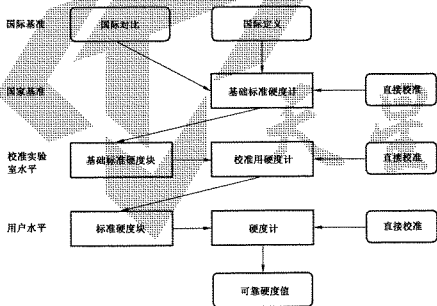 国际基准 国际对比 国际定义
国家基准 基础标准硬度计 直接校准
校准实验
室水平 基础标准硬度块 校准用硬度计 直接校准
用户水平 标准硬度块 硬度计 直接校准
可靠硬度值